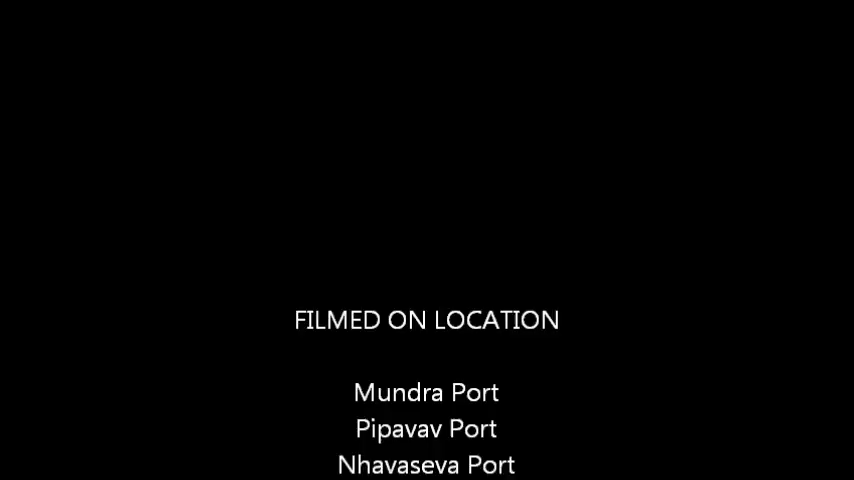 FILMED ON LOCATION
Mundra Port
Pipavav Port
Nhavaseva Port